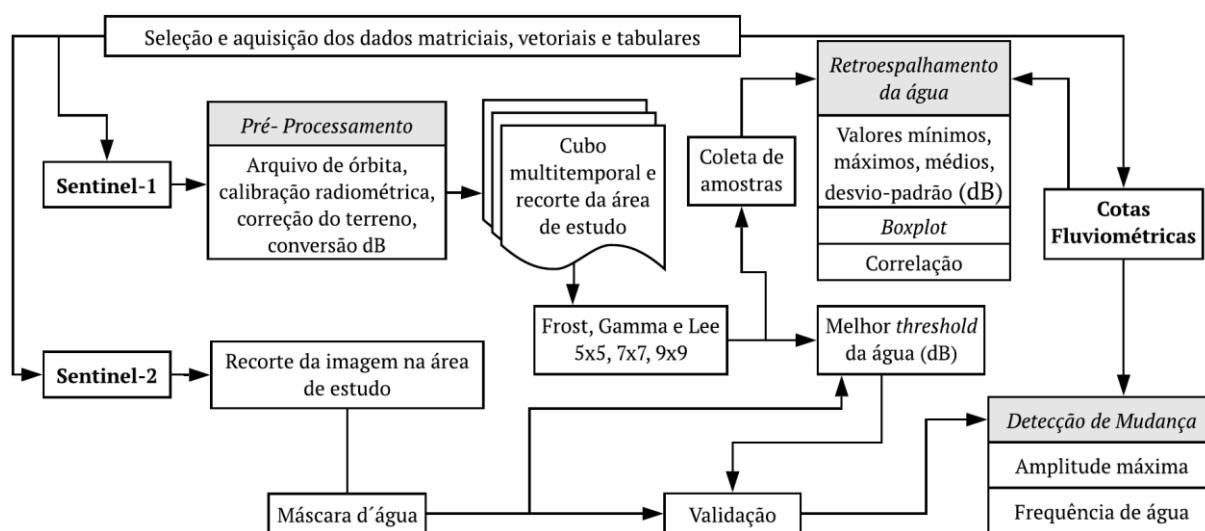 Seleção e aquisição dos dados matriciais, vetoriais e tabulares
Retroespalhamento
da água
Pré- Processamento
Cubo
multitemporal e
recorte da área
de estudo
Coleta de
amostras
Valores mínimos,
máximos, médios,
desvio-padrão (dB)
Sentinel-1
Arquivo de órbita,
calibração radiométrica,
correção do terreno,
conversão dB
Cotas
Fluviométricas
Boxplot
Correlação
Frost, Gamma e Lee
5x5, 7x7, 9x9
Melhor threshold
da água (dB)
Sentinel-2
Recorte da imagem na área
de estudo
Detecção de Mudança
Amplitude máxima
Frequência de água
Máscara d´água
Validação